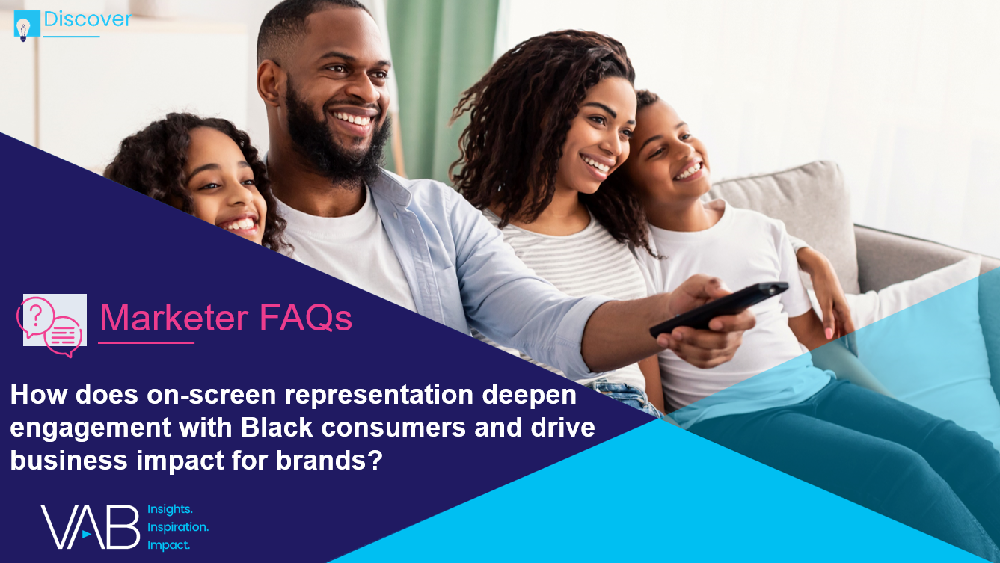 Discover
?
Marketer FAQs
How does on-screen representation deepen
engagement with Black consumers and drive
business impact for brands?
VAB
Insights.
Inspiration.
Impact.